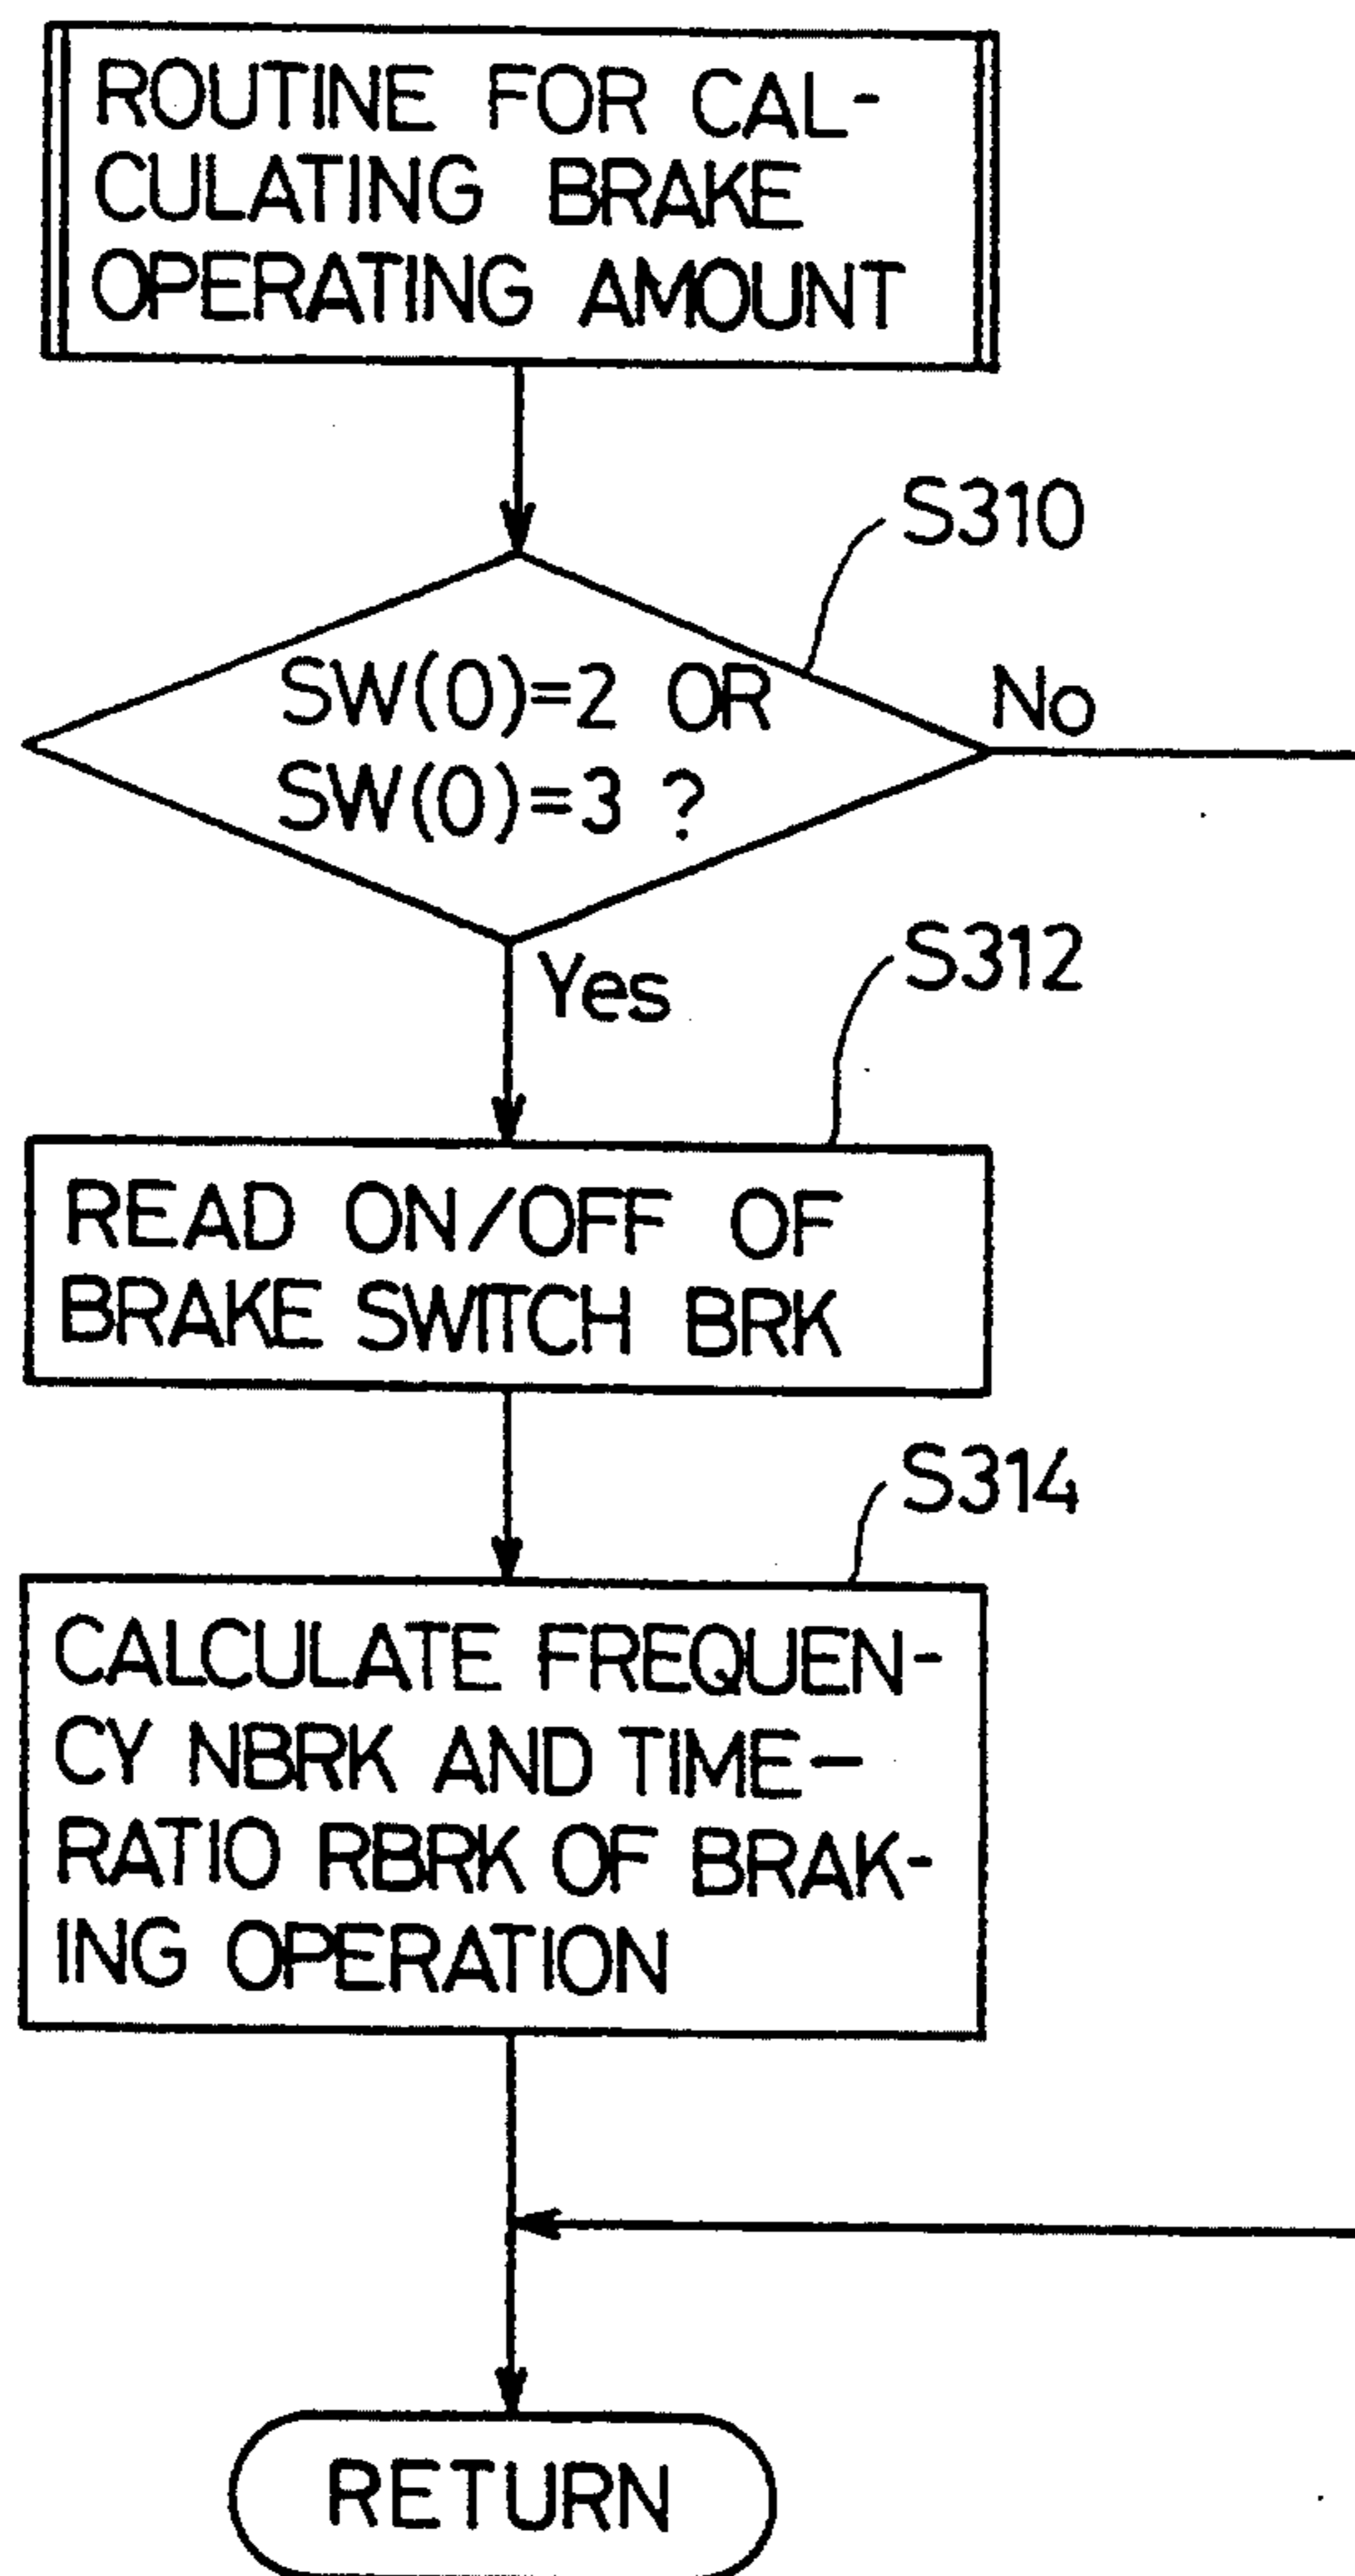 ROUTINE FOR CAL-
CULATING BRAKE
OPERATING AMOUNT
S310
SW(0)=2 OR
SW(0)=3 ?
No
Yes
S312
READ ON/OFF OF
BRAKE SWITCH BRK
S314
CALCULATE FREQUEN-
CY NBRK AND TIME-
RATIO RBRK OF BRAK-
ING OPERATION
RETURN